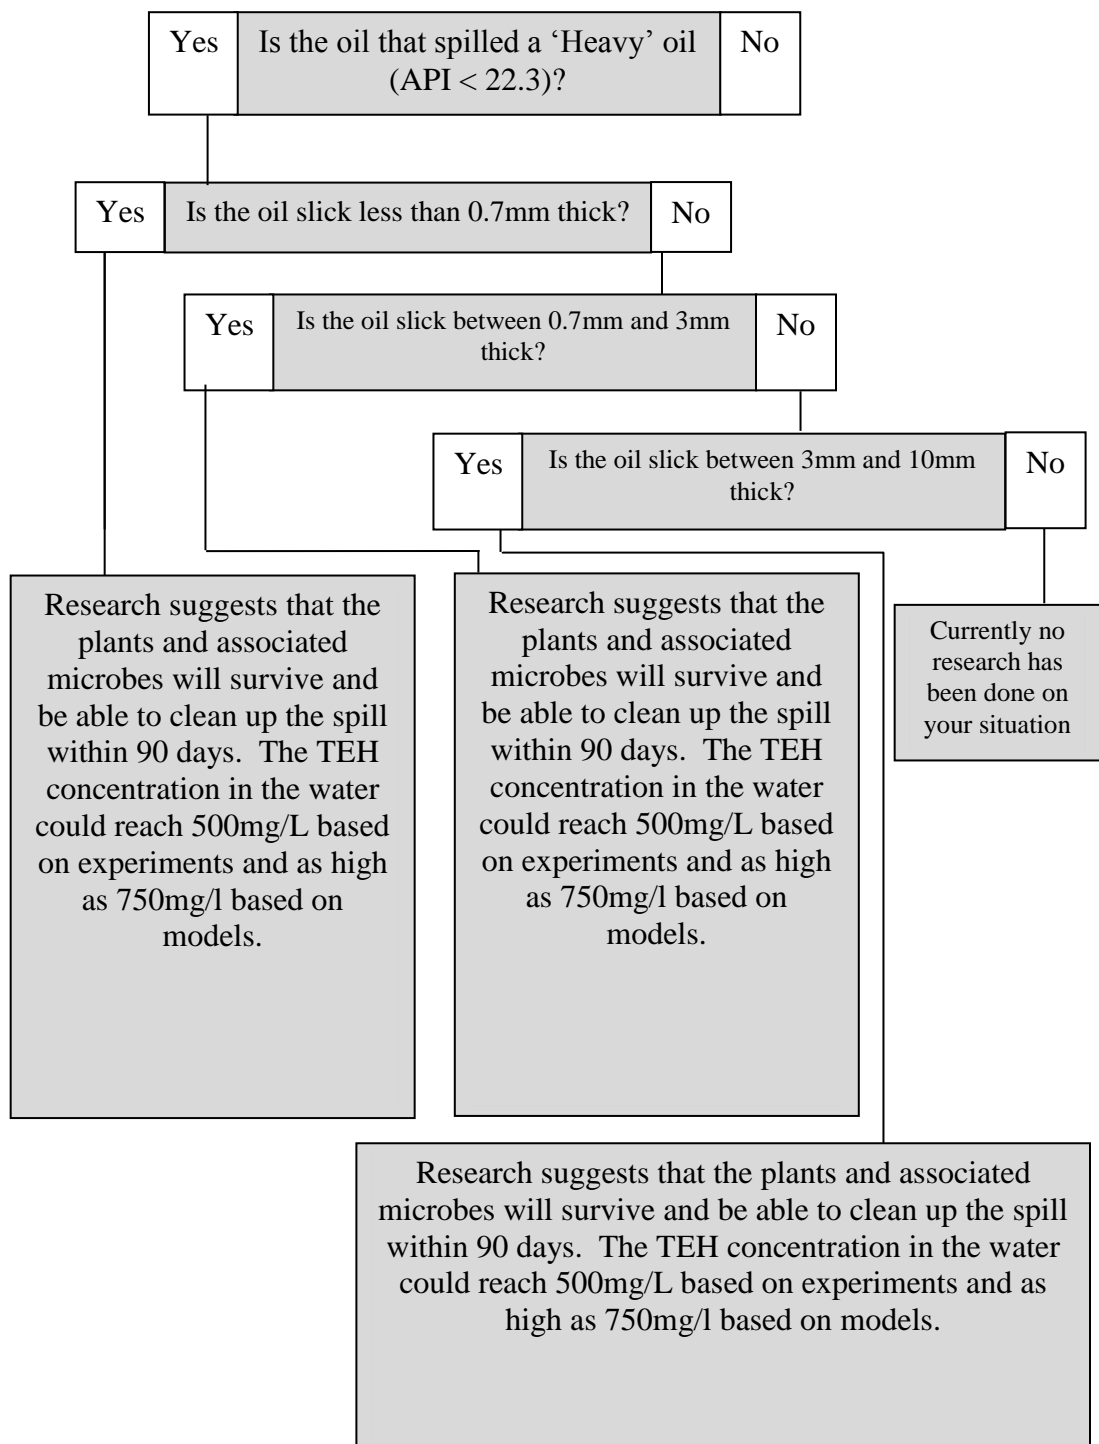 Yes
Is the oil that spilled a ‘Heavy’ oil
(API < 22.3)?
No
Yes
Is the oil slick less than 0.7mm thick?
No
Yes
Is the oil slick between 0.7mm and 3mm
thick?
No
Yes
Is the oil slick between 3mm and 10mm
thick?
No
Research suggests that the
plants and associated
microbes will survive and
be able to clean up the spill
within 90 days.  The TEH
concentration in the water
could reach 500mg/L based
on experiments and as high
as 750mg/l based on
models.
Research suggests that the
plants and associated
microbes will survive and
be able to clean up the spill
within 90 days.  The TEH
concentration in the water
could reach 500mg/L based
on experiments and as high
as 750mg/l based on
models.
Currently no
research has
been done on
your situation
Research suggests that the plants and associated
microbes will survive and be able to clean up the spill
within 90 days.  The TEH concentration in the water
could reach 500mg/L based on experiments and as
high as 750mg/l based on models.